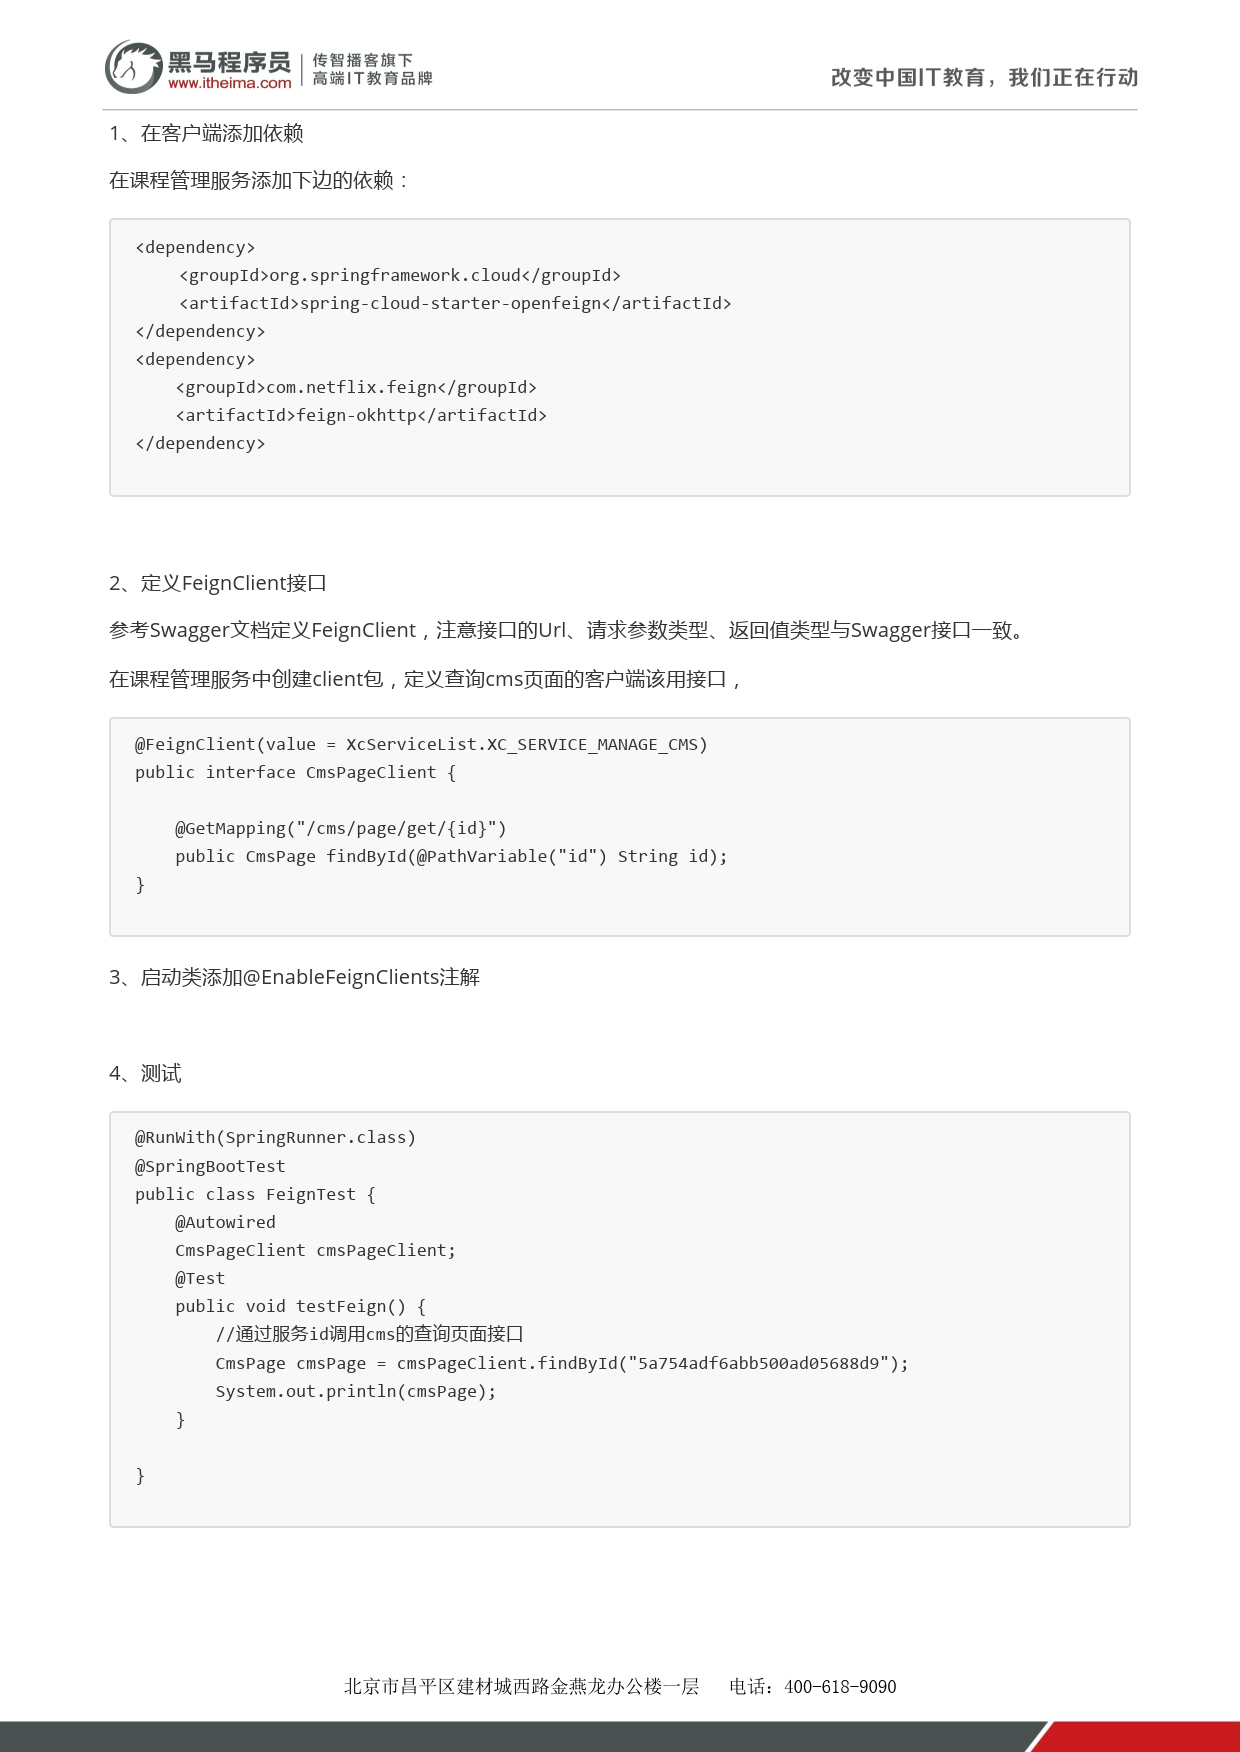 黑马程序员
www.itheima.com
传智播客旗下
高端IT教育品牌
改变中国IT教育，我们正在行动
1、在客户端添加依赖
在课程管理服务添加下边的依赖：
<dependency>
    <groupId>org.springframework.cloud</groupId>
    <artifactId>spring-cloud-starter-openfeign</artifactId>
</dependency>
<dependency>
    <groupId>com.netflix.feign</groupId>
    <artifactId>feign-okhttp</artifactId>
</dependency>
2、定义FeignClient接口
参考Swagger文档定义FeignClient，注意接口的Url、请求参数类型、返回值类型与Swagger接口一致。
在课程管理服务中创建client包，定义查询cms页面的客户端该用接口，
@FeignClient(value = XcServiceList.XC_SERVICE_MANAGE_CMS)
public interface CmsPageClient {
    @GetMapping("/cms/page/get/{id}")
    public CmsPage findById(@PathVariable("id") String id);
}
3、启动类添加@EnableFeignClients注解
4、测试
@RunWith(SpringRunner.class)
@SpringBootTest
public class FeignTest {
    @Autowired
    CmsPageClient cmsPageClient;
    @Test
    public void testFeign() {
        //通过服务id调用cms的查询页面接口
        CmsPage cmsPage = cmsPageClient.findById("5a754adf6abb500ad05688d9");
        System.out.println(cmsPage);
    }
}
北京市昌平区建材城西路金燕龙办公楼一层 电话：400-618-9090